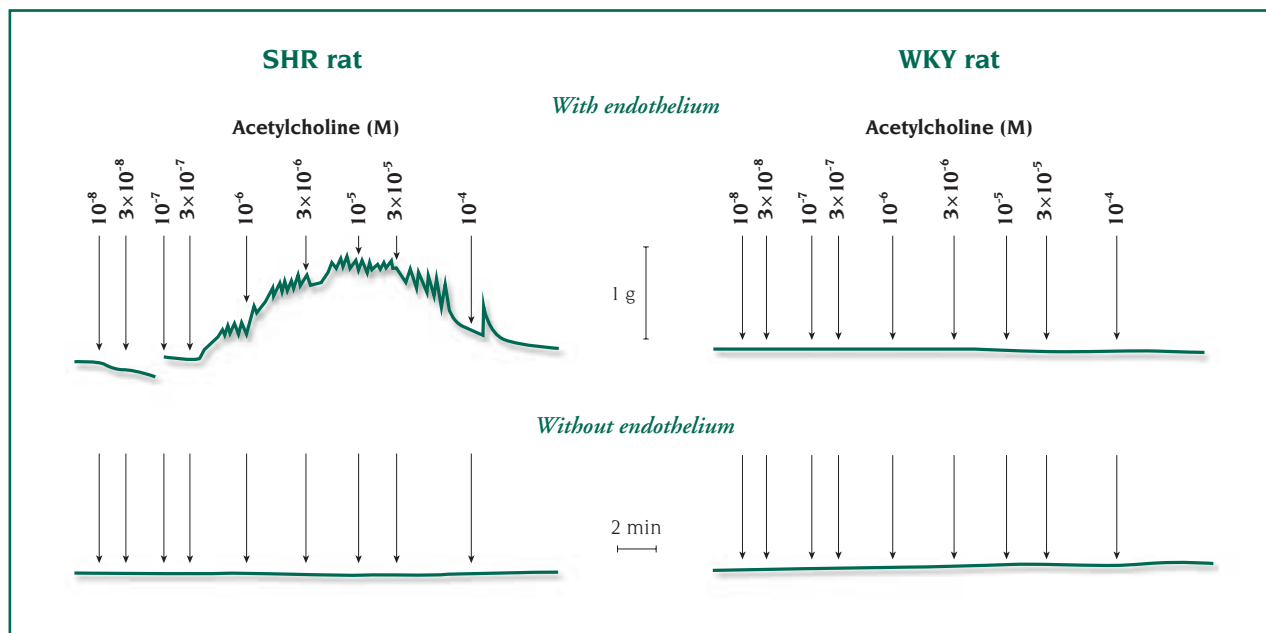 SHR rat
WKY rat
With endothelium
Acetylcholine (M)
Acetylcholine (M)
10⁻⁸
3×10⁻⁸
10⁻⁷
3×10⁻⁷
10⁻⁶
3×10⁻⁶
10⁻⁵
3×10⁻⁵
10⁻⁴
10⁻⁸
3×10⁻⁸
10⁻⁷
3×10⁻⁷
10⁻⁶
3×10⁻⁶
10⁻⁵
3×10⁻⁵
10⁻⁴
1 g
Without endothelium
2 min